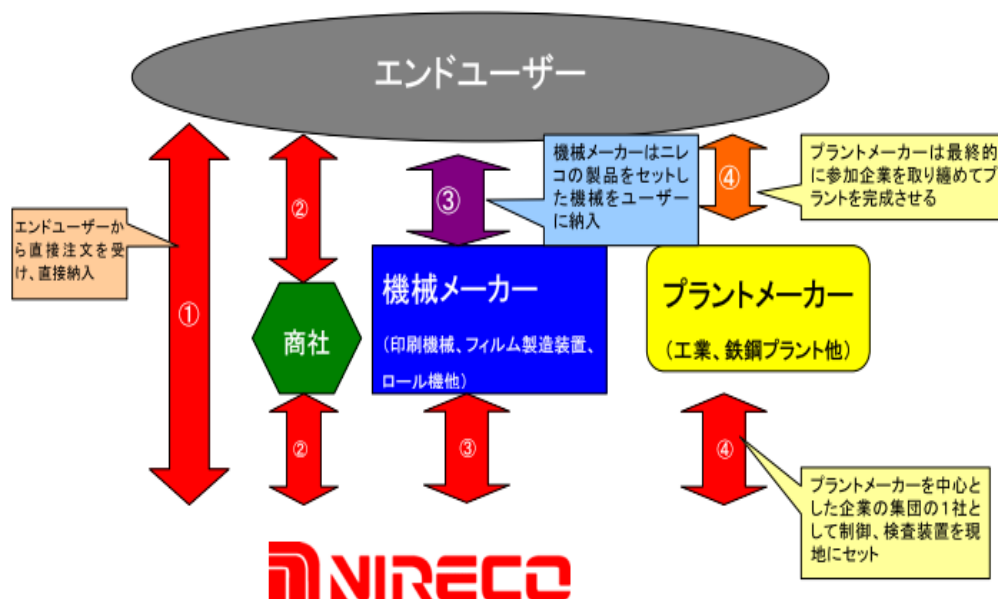 エンドユーザー
機械メーカーはニレ
コの製品をセットし
た機械をユーザー
に納入
プラントメーカーは最終的
に参加企業を取り纏めてプ
ラントを完成させる
②
③
④
エンドユーザーか
ら直接注文を受
け、直接納入
①
商社
機械メーカー
（印刷機械、フィルム製造装置、
ロール機他）
プラントメーカー
（工業、鉄鋼プラント他）
②
③
④
プラントメーカーを中心と
した企業の集団の１社と
して制御、検査装置を現
地にセット
NIRECO